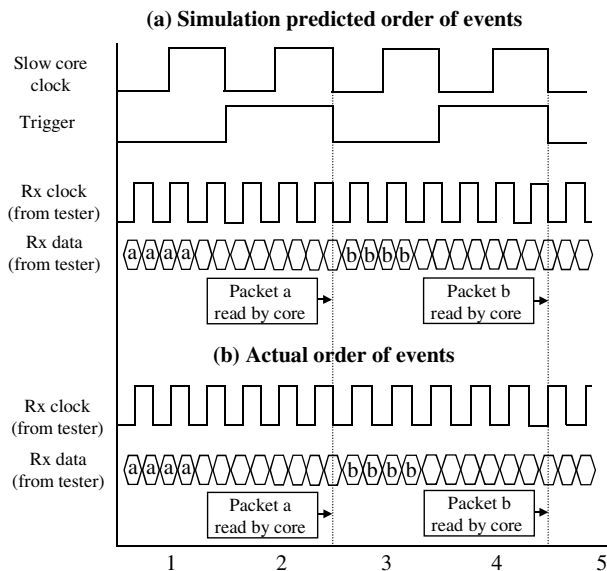 (a) Simulation predicted order of events
Slow core
clock
Trigger
Rx clock
(from tester)
Rx data
(from tester)
a a a a b b b b
Packet a
read by core
Packet b
read by core
(b) Actual order of events
Rx clock
(from tester)
Rx data
(from tester)
a a a a b b b b
Packet a
read by core
Packet b
read by core
1 2 3 4 5